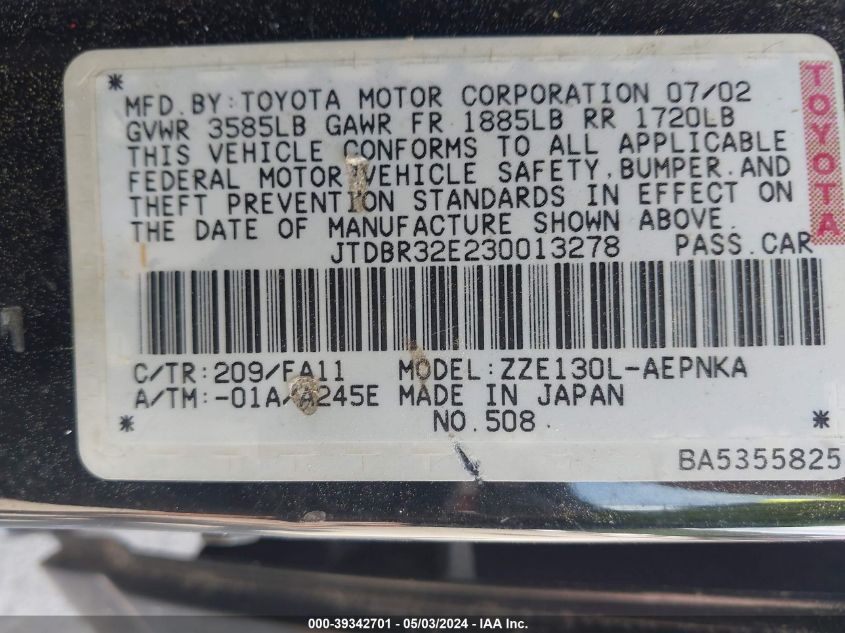 MFD.BY:TOYOTA MOTOR CORPORATION 07/02
GVWR 3585LB GAWR FR 1885LB RR 1720LB
THIS VEHICLE CONFORMS TO ALL APPLICABLE
FEDERAL MOTOR VEHICLE SAFETY,BUMPER,AND
THEFT PREVENTION STANDARDS IN EFFECT ON
THE DATE OF MANUFACTURE SHOWN ABOVE.
JTDBR32E230013278 PASS.CAR
TOYOTA
C/TR:209/FA11 MODEL:ZZE130L-AEPNKA
A/TM:-01A/A245E MADE IN JAPAN
NO.508
BA5355825
000-39342701 - 05/03/2024 - IAA Inc.